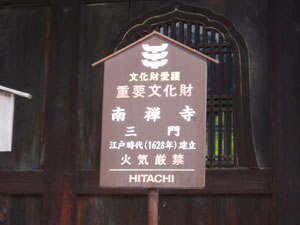 文化財愛護
重要文化財
南禅寺
三門
江戸時代(1628年)建立
火気厳禁
HITACHI